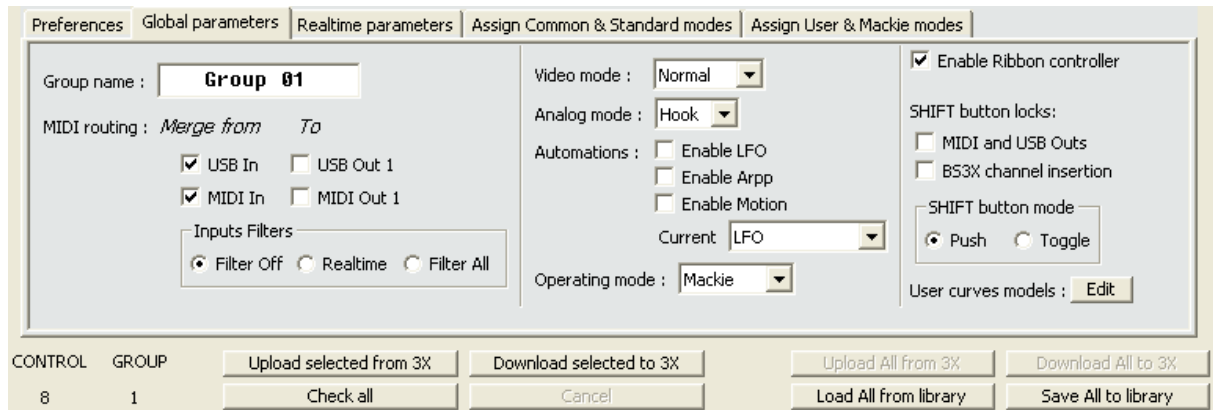 Preferences Global parameters Realtime parameters Assign Common & Standard modes Assign User & Mackie modes
Group name : Group 01
MIDI routing : Merge from To
USB In USB Out 1
MIDI In MIDI Out 1
Inputs Filters
Filter Off Realtime Filter All
Video mode : Normal
Analog mode : Hook
Automations : Enable LFO
Enable Arpp
Enable Motion
Current LFO
Operating mode : Mackie
Enable Ribbon controller
SHIFT button locks:
MIDI and USB Outs
BS3X channel insertion
SHIFT button mode
Push Toggle
User curves models : Edit
CONTROL GROUP Upload selected from 3X Download selected to 3X Upload All from 3X Download All to 3X
8 1 Check all Cancel Load All from library Save All to library